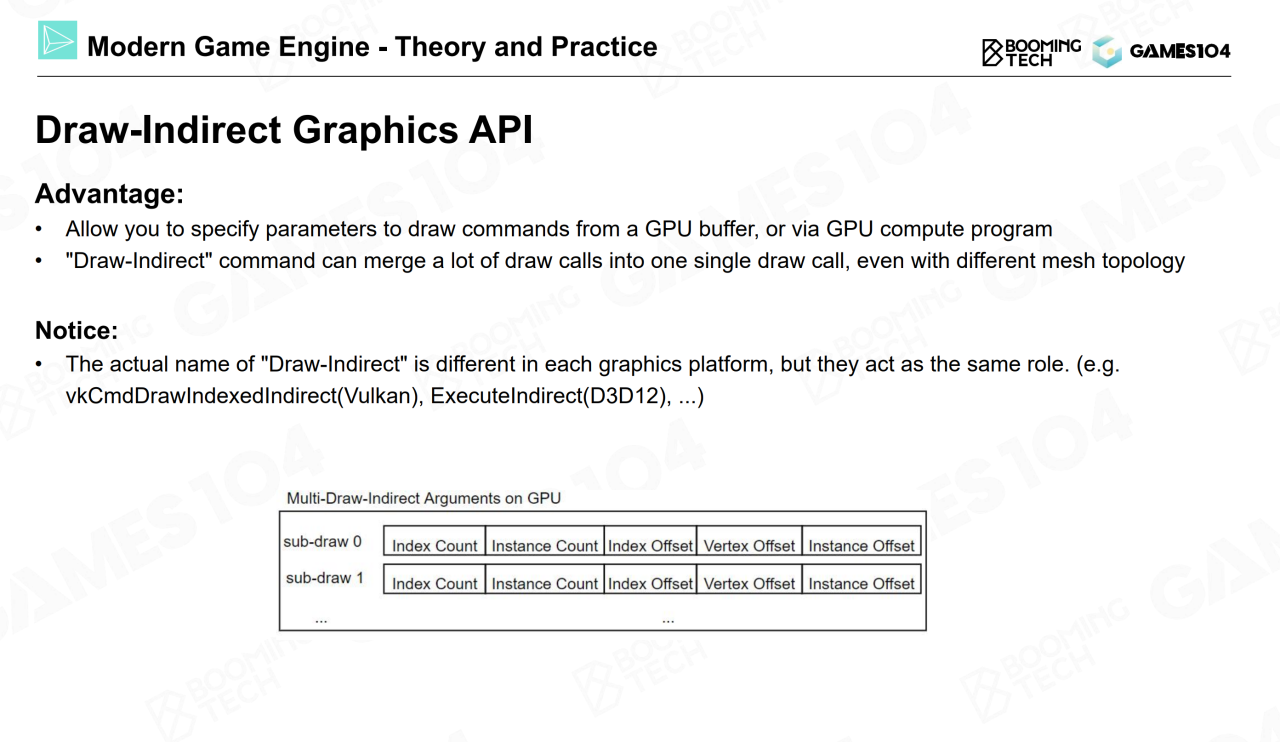 Modern Game Engine - Theory and Practice
BOOMING
TECH
GAMES104
Draw-Indirect Graphics API
Advantage:
• Allow you to specify parameters to draw commands from a GPU buffer, or via GPU compute program
• "Draw-Indirect" command can merge a lot of draw calls into one single draw call, even with different mesh topology
Notice:
• The actual name of "Draw-Indirect" is different in each graphics platform, but they act as the same role. (e.g.
vkCmdDrawIndexedIndirect(Vulkan), ExecuteIndirect(D3D12), ...)
Multi-Draw-Indirect Arguments on GPU
sub-draw 0 Index Count Instance Count Index Offset Vertex Offset Instance Offset
sub-draw 1 Index Count Instance Count Index Offset Vertex Offset Instance Offset
... ...